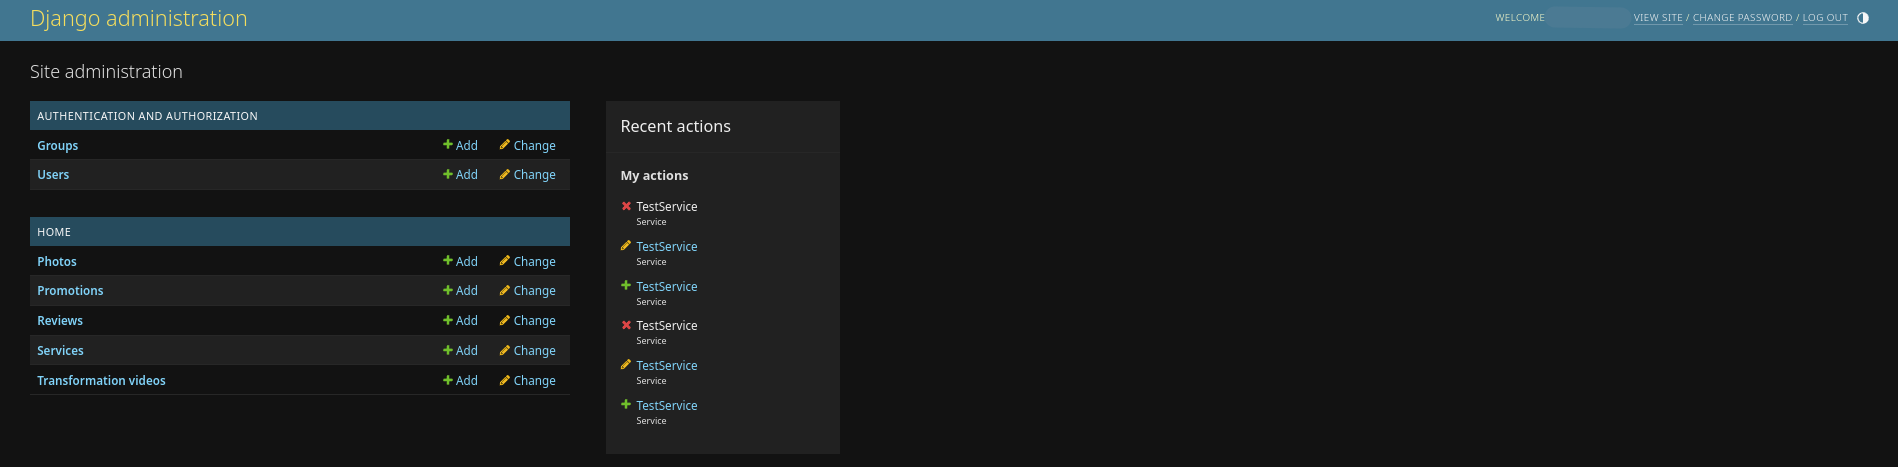 Django administration
WELCOME VIEW SITE / CHANGE PASSWORD / LOG OUT
Site administration
AUTHENTICATION AND AUTHORIZATION
Groups Add Change
Users Add Change
HOME
Photos Add Change
Promotions Add Change
Reviews Add Change
Services Add Change
Transformation videos Add Change
Recent actions
My actions
TestService
Service
TestService
Service
TestService
Service
TestService
Service
TestService
Service
TestService
Service